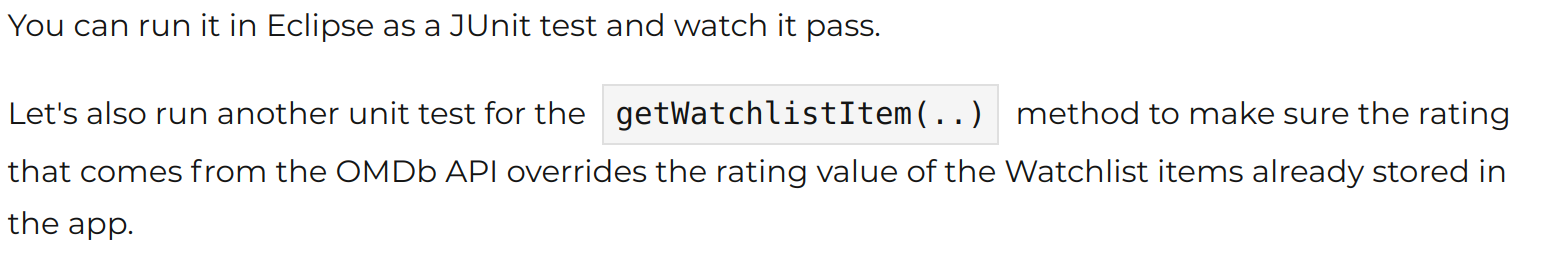 You can run it in Eclipse as a JUnit test and watch it pass.
Let's also run another unit test for the getWatchlistItem(..) method to make sure the rating
that comes from the OMDb API overrides the rating value of the Watchlist items already stored in
the app.